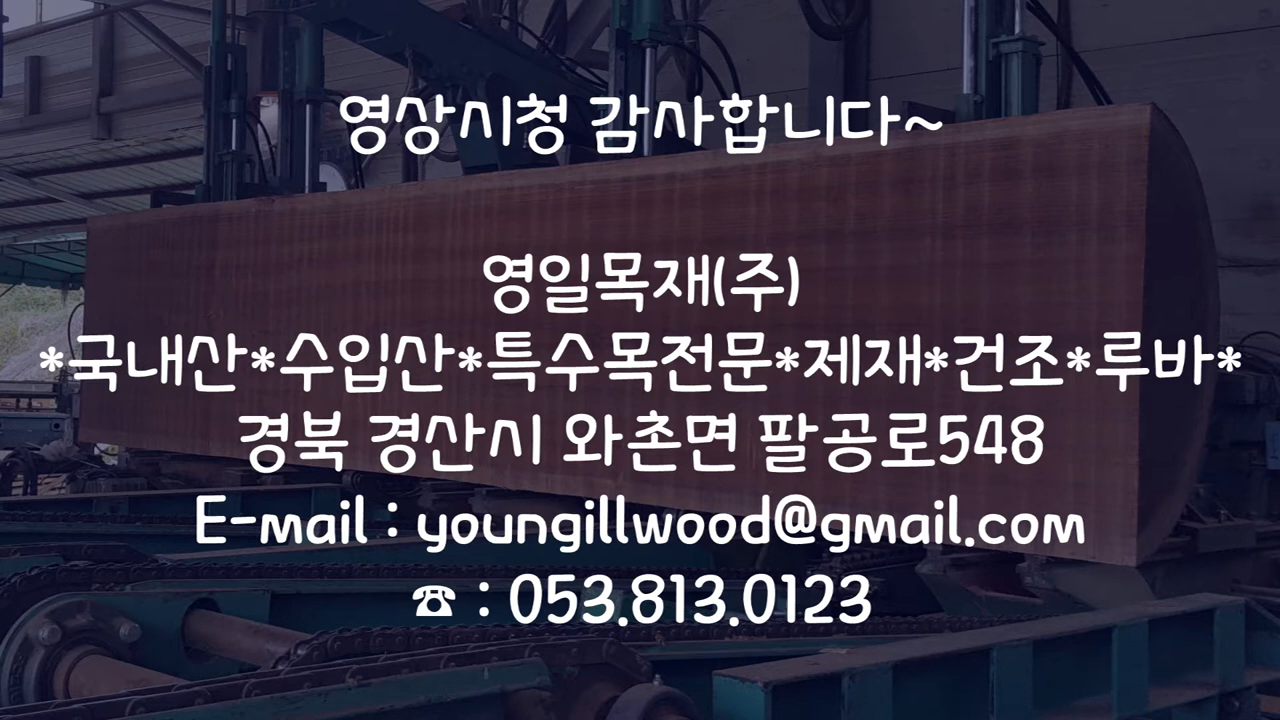 영상시청 감사합니다~
영일목재(주)
*국내산*수입산*특수목전문*제재*건조*루바*
경북 경산시 와촌면 팔공로548
E-mail : youngillwood@gmail.com
☎ : 053.813.0123